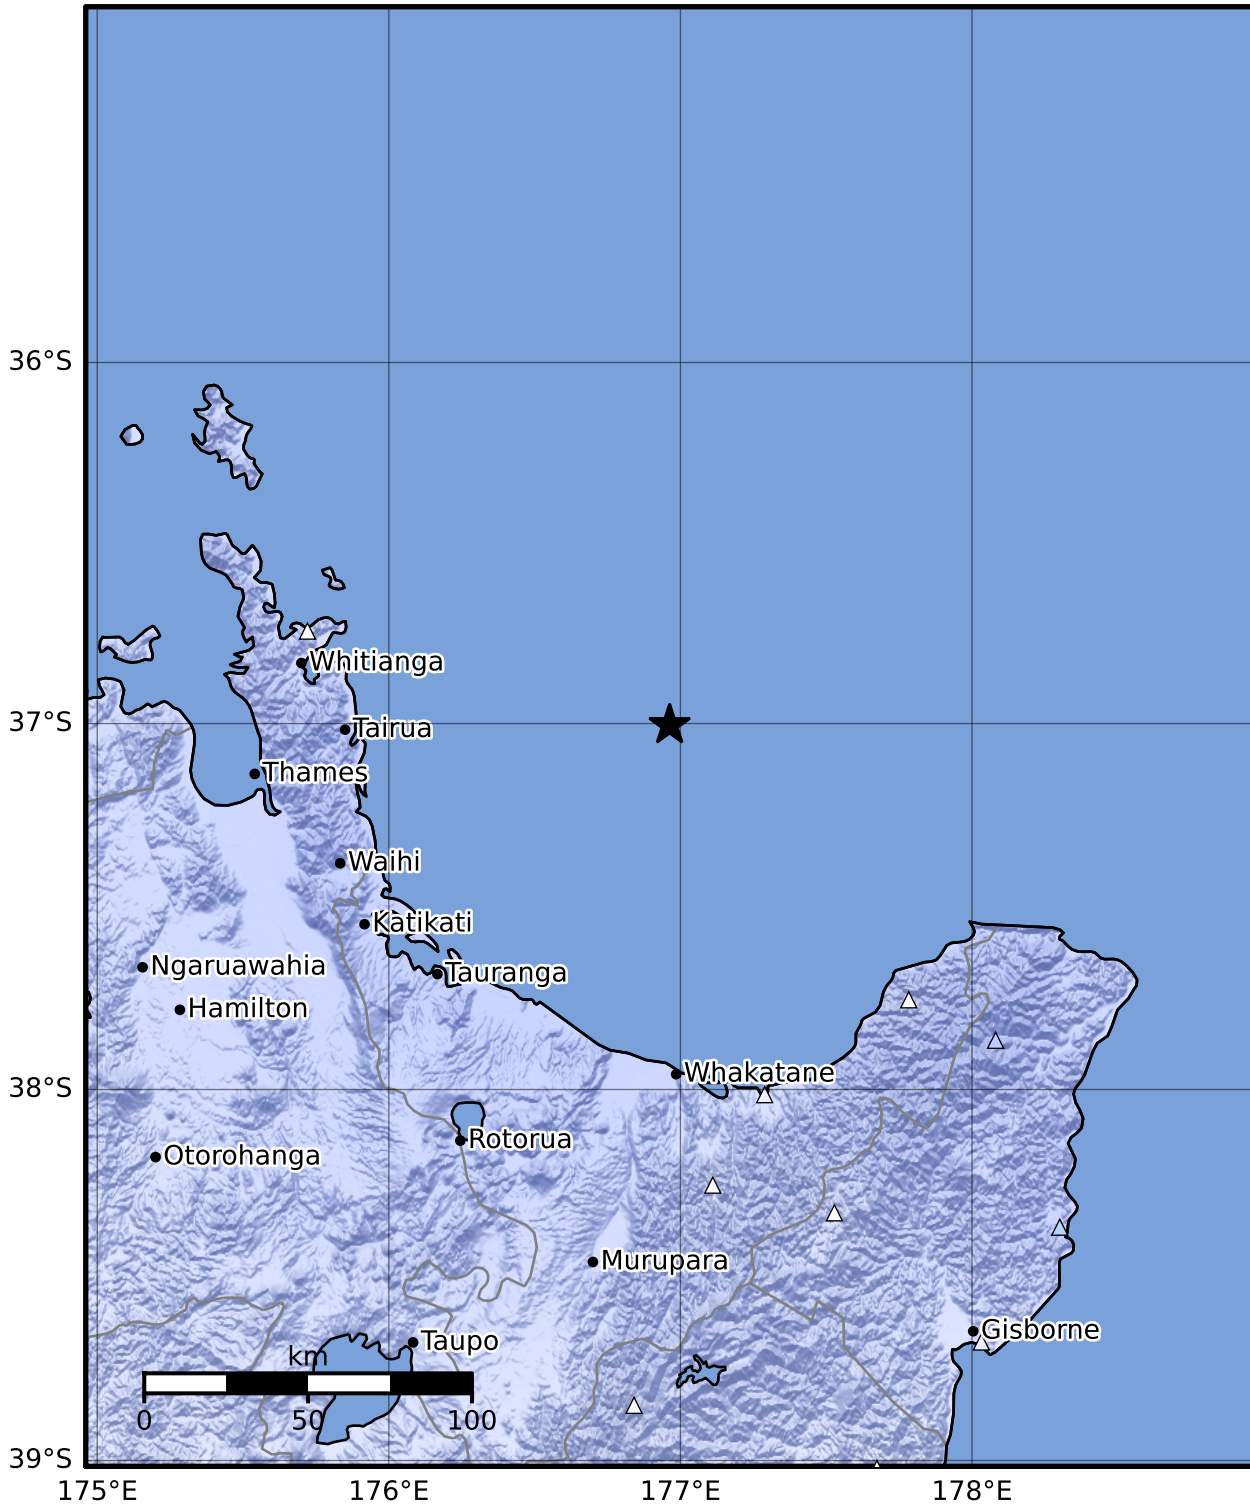 36°S
Whitianga
37°S
Tairua
Thames
Waihi
Katikati
Ngaruawahia
Tauranga
Hamilton
Whakatane
38°S
Rotorua
Otorohanga
Murupara
Gisborne
Taupo
km
0 50 100
39°S
175°E 176°E 177°E 178°E